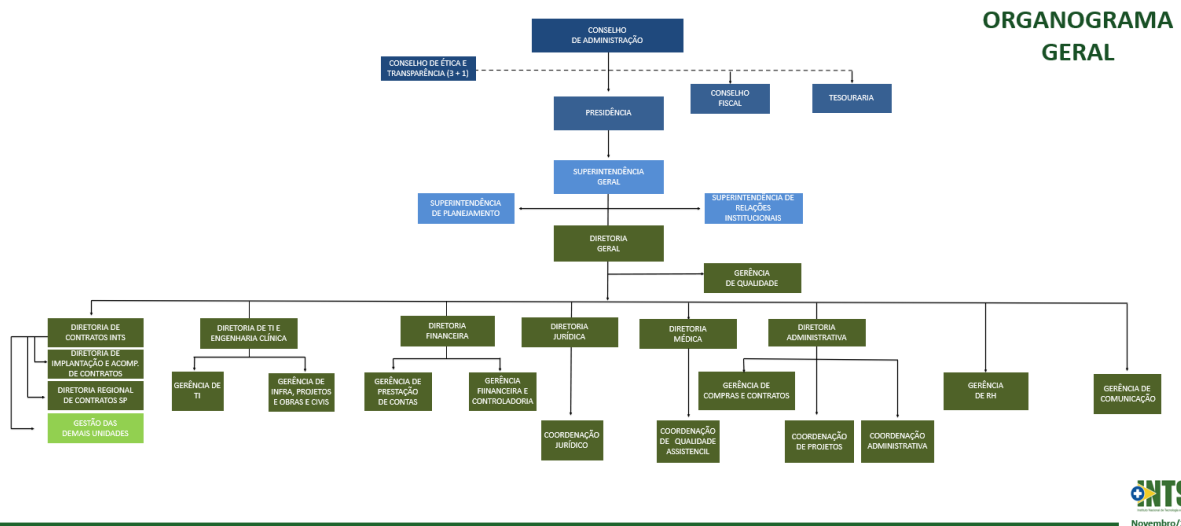 ORGANOGRAMA
GERAL
CONSELHO
DE ADMINISTRAÇÃO
CONSELHO DE ÉTICA E
TRANSPARÊNCIA (3 + 1)
CONSELHO
FISCAL
TESOURARIA
PRESIDÊNCIA
SUPERINTENDÊNCIA
GERAL
SUPERINTENDÊNCIA
DE PLANEJAMENTO
SUPERINTENDÊNCIA DE
RELAÇÕES
INSTITUCIONAIS
DIRETORIA
GERAL
GERÊNCIA
DE QUALIDADE
DIRETORIA DE
CONTRATOS INTS
DIRETORIA DE TI E
ENGENHARIA CLÍNICA
DIRETORIA
FINANCEIRA
DIRETORIA
JURÍDICA
DIRETORIA
MÉDICA
DIRETORIA
ADMINISTRATIVA
DIRETORIA DE
IMPLANTAÇÃO E ACOMP.
DE CONTRATOS
DIRETORIA REGIONAL
DE CONTRATOS SP
GESTÃO DAS
DEMAIS UNIDADES
GERÊNCIA DE
TI
GERÊNCIA DE
INFRA, PROJETOS
E OBRAS E CIVIS
GERÊNCIA DE
PRESTAÇÃO
DE CONTAS
GERÊNCIA
FIINANCEIRA E
CONTROLADORIA
GERÊNCIA DE
COMPRAS E CONTRATOS
GERÊNCIA
DE RH
GERÊNCIA DE
COMUNICAÇÃO
COORDENAÇÃO
JURÍDICO
COORDENAÇÃO
DE QUALIDADE
ASSISTENCIL
COORDENAÇÃO
DE PROJETOS
COORDENAÇÃO
ADMINISTRATIVA
INTS
Novembro/